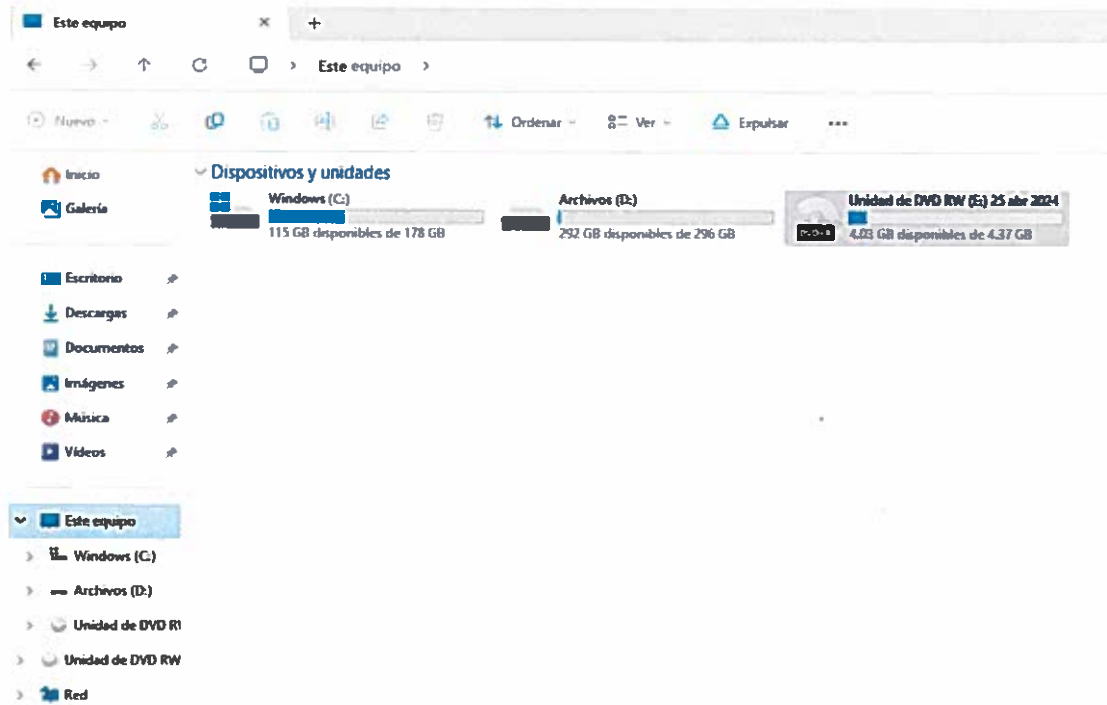 Este equipo
Este equipo
Nuevo
Ordenar
Ver
Expulsar
Inicio
Galería
Escritorio
Descargas
Documentos
Imágenes
Música
Vídeos
Este equipo
Windows (C:)
Archivos (D:)
Unidad de DVD R
Unidad de DVD RW
Red
Dispositivos y unidades
Windows (C:)
115 GB disponibles de 178 GB
Archivos (D:)
292 GB disponibles de 296 GB
Unidad de DVD RW (E:) 25 abr 2024
4.03 GB disponibles de 4.37 GB